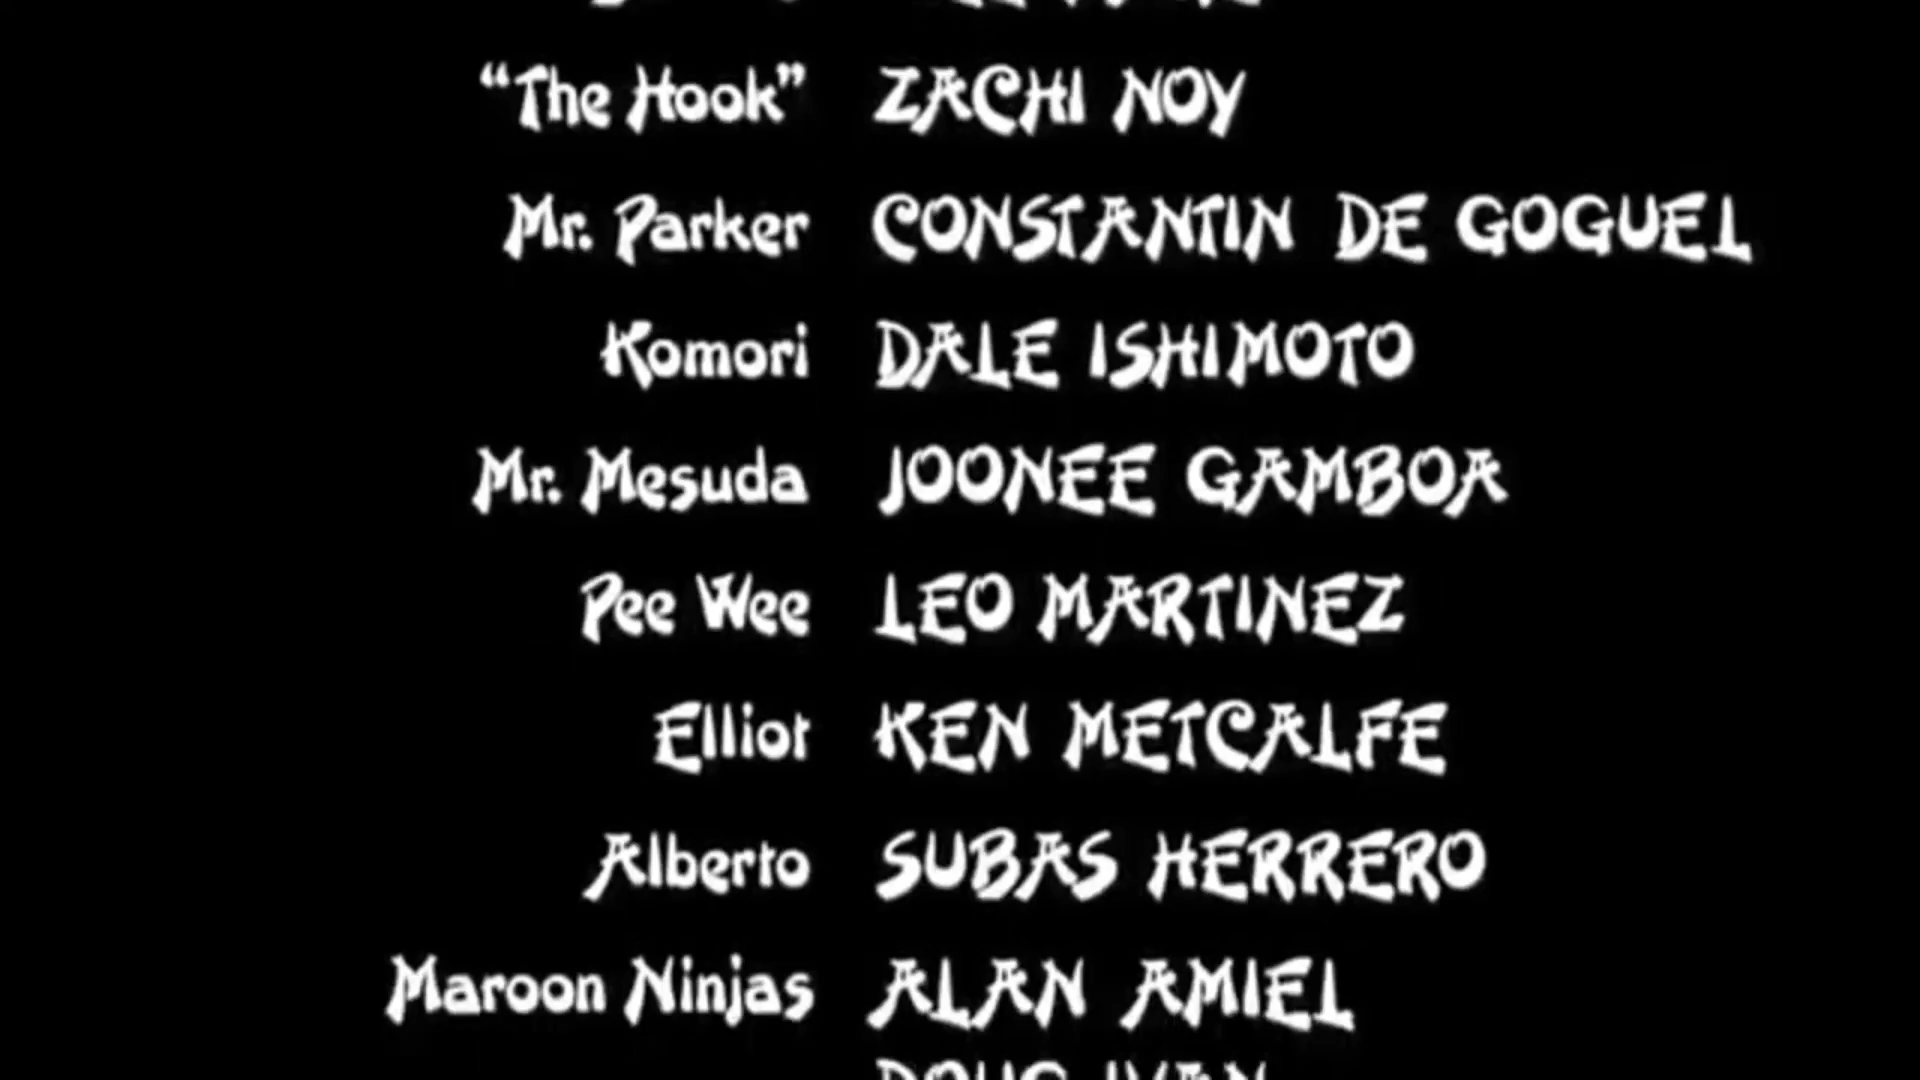 “The Hook” ZACHI NOY
Mr. Parker CONSTANTIN DE GOGUEL
Komori DALE ISHIMOTO
Mr. Mesuda JOONEE GAMBOA
Pee Wee LEO MARTINEZ
Elliot KEN METCALFE
Alberto SUBAS HERRERO
Maroon Ninjas ALAN AMIEL